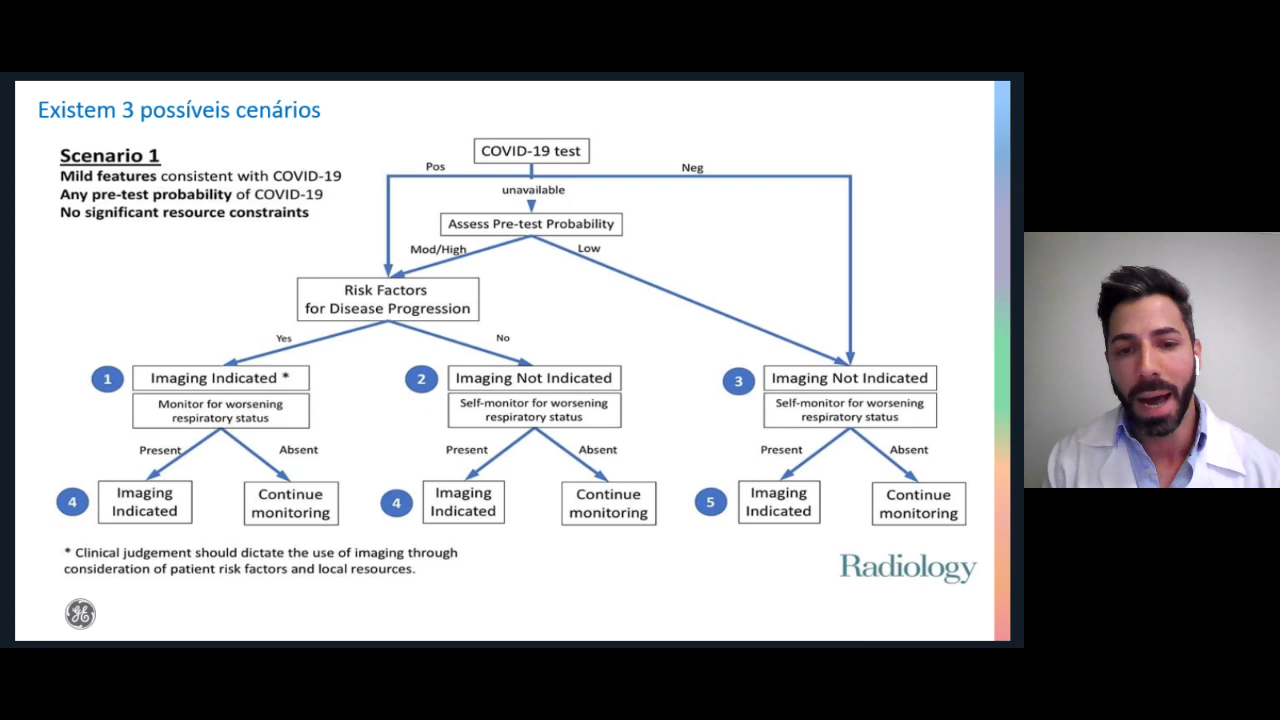 Existem 3 possíveis cenários
Scenario 1
Mild features consistent with COVID-19
Any pre-test probability of COVID-19
No significant resource constraints
COVID-19 test
Pos
Neg
unavailable
Assess Pre-test Probability
Mod/High
Low
Risk Factors
for Disease Progression
Yes
No
1
Imaging Indicated *
Monitor for worsening
respiratory status
2
Imaging Not Indicated
Self-monitor for worsening
respiratory status
3
Imaging Not Indicated
Self-monitor for worsening
respiratory status
Present
Absent
Present
Absent
Present
Absent
4
Imaging
Indicated
Continue
monitoring
4
Imaging
Indicated
Continue
monitoring
5
Imaging
Indicated
Continue
monitoring
* Clinical judgement should dictate the use of imaging through
consideration of patient risk factors and local resources.
Radiology
GE